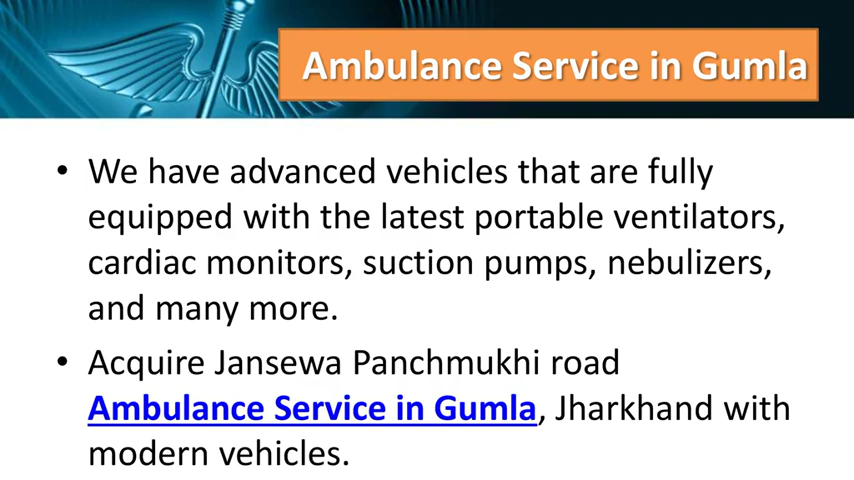 Ambulance Service in Gumla
• We have advanced vehicles that are fully
equipped with the latest portable ventilators,
cardiac monitors, suction pumps, nebulizers,
and many more.
• Acquire Jansewa Panchmukhi road
Ambulance Service in Gumla, Jharkhand with
modern vehicles.